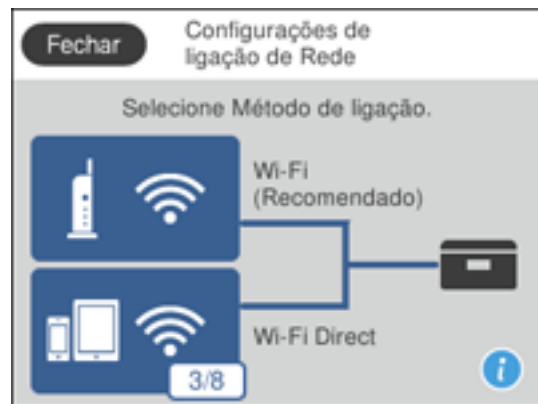 Fechar
Configurações de
ligação de Rede
Selecione Método de ligação.
Wi-Fi
(Recomendado)
Wi-Fi Direct
3/8
i